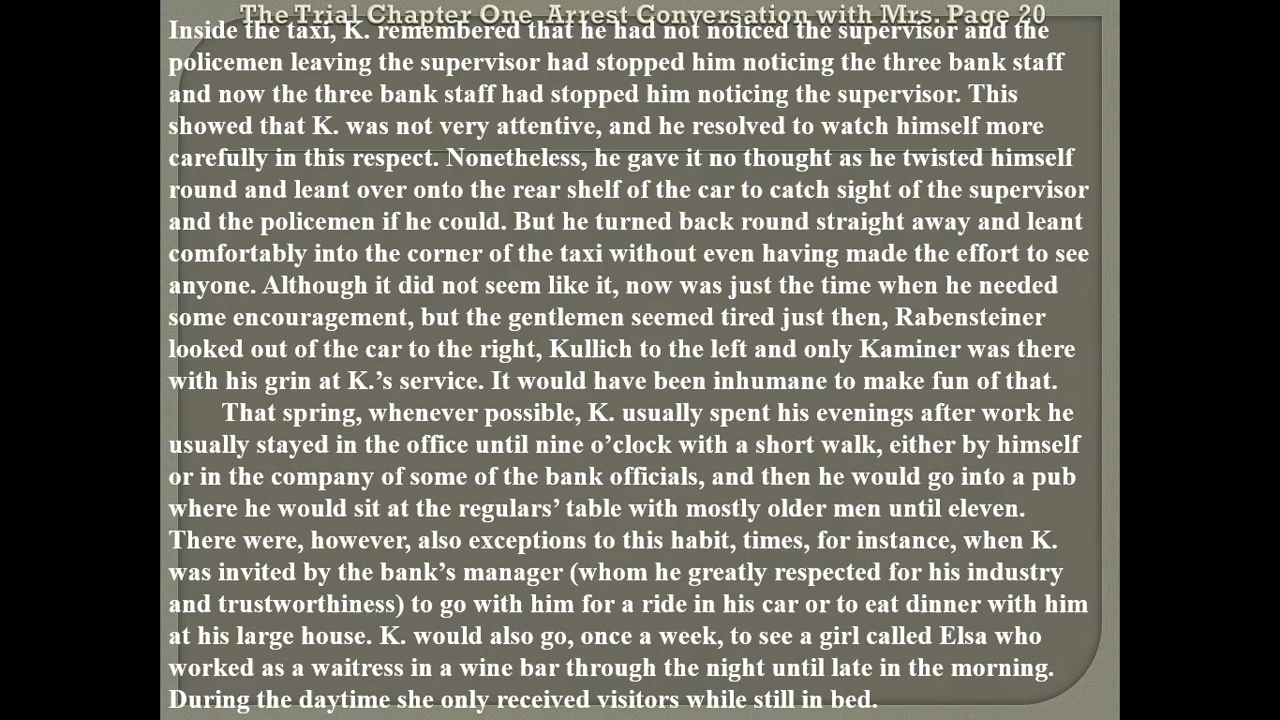 The Trial Chapter One Arrest Conversation with Mrs. Page 20
Inside the taxi, K. remembered that he had not noticed the supervisor and the
policemen leaving the supervisor had stopped him noticing the three bank staff
and now the three bank staff had stopped him noticing the supervisor. This
showed that K. was not very attentive, and he resolved to watch himself more
carefully in this respect. Nonetheless, he gave it no thought as he twisted himself
round and leant over onto the rear shelf of the car to catch sight of the supervisor
and the policemen if he could. But he turned back round straight away and leant
comfortably into the corner of the taxi without even having made the effort to see
anyone. Although it did not seem like it, now was just the time when he needed
some encouragement, but the gentlemen seemed tired just then, Rabensteiner
looked out of the car to the right, Kullich to the left and only Kaminer was there
with his grin at K.’s service. It would have been inhumane to make fun of that.
That spring, whenever possible, K. usually spent his evenings after work he
usually stayed in the office until nine o’clock with a short walk, either by himself
or in the company of some of the bank officials, and then he would go into a pub
where he would sit at the regulars’ table with mostly older men until eleven.
There were, however, also exceptions to this habit, times, for instance, when K.
was invited by the bank’s manager (whom he greatly respected for his industry
and trustworthiness) to go with him for a ride in his car or to eat dinner with him
at his large house. K. would also go, once a week, to see a girl called Elsa who
worked as a waitress in a wine bar through the night until late in the morning.
During the daytime she only received visitors while still in bed.